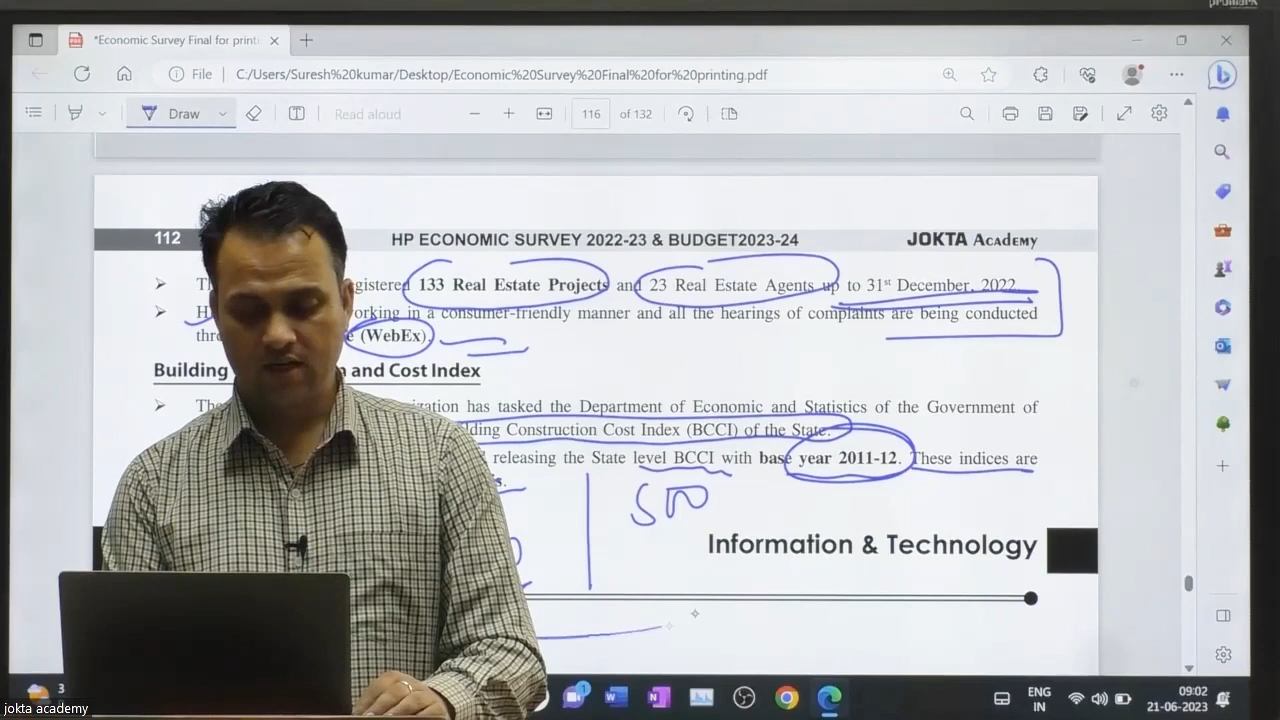 promark
*Economic Survey Final for printi
File C:/Users/Suresh%20kumar/Desktop/Economic%20Survey%20Final%20for%20printing.pdf
Draw Read aloud 116 of 132
112 HP ECONOMIC SURVEY 2022-23 & BUDGET2023-24 JOKTA ACADEMY
gistered 133 Real Estate Projects and 23 Real Estate Agents up to 31st December, 2022.
orking in a consumer-friendly manner and all the hearings of complaints are being conducted
(WebEx).
Building and Cost Index
ization has tasked the Department of Economic and Statistics of the Government of
lding Construction Cost Index (BCCI) of the State.
releasing the State level BCCI with base year 2011-12. These indices are
s.
Information & Technology
3
ENG
IN
09:02
21-06-2023
jokta academy